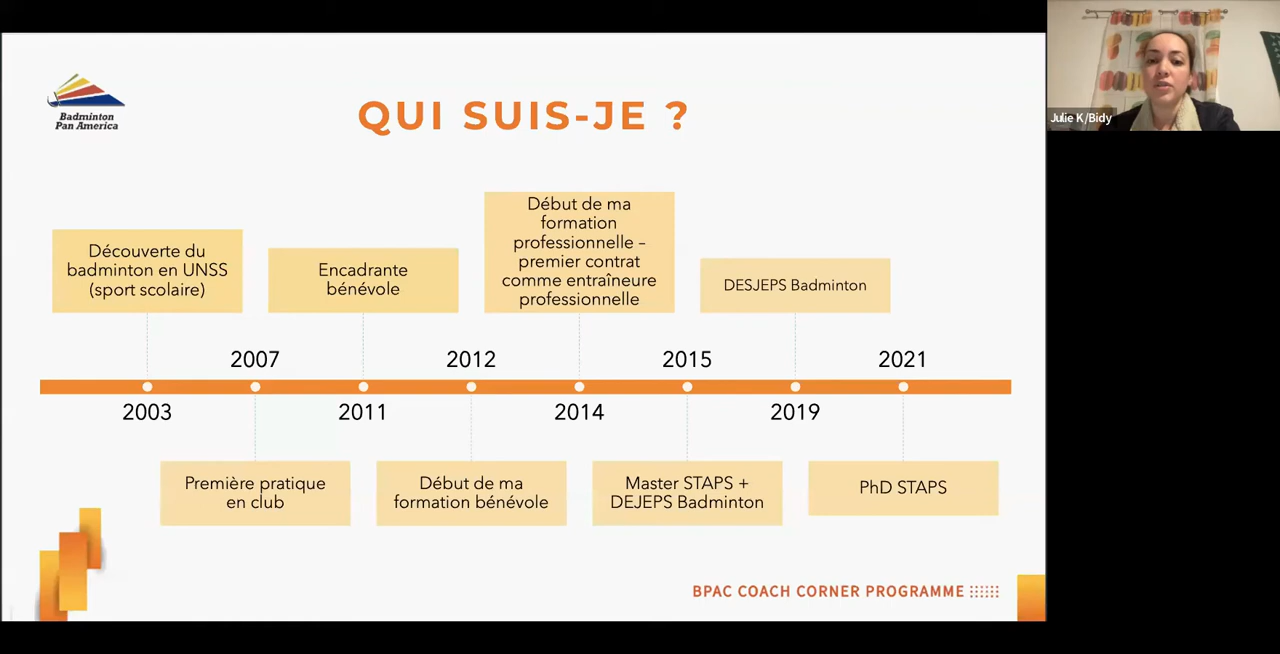 Badminton
Pan America
QUI SUIS-JE ?
Julie K/Bidy
Découverte du
badminton en UNSS
(sport scolaire)
Encadrante
bénévole
Début de ma
formation
professionnelle –
premier contrat
comme entraîneure
professionnelle
DESJEPS Badminton
2007
2012
2015
2021
2003
2011
2014
2019
Première pratique
en club
Début de ma
formation bénévole
Master STAPS +
DEJEPS Badminton
PhD STAPS
BPAC COACH CORNER PROGRAMME